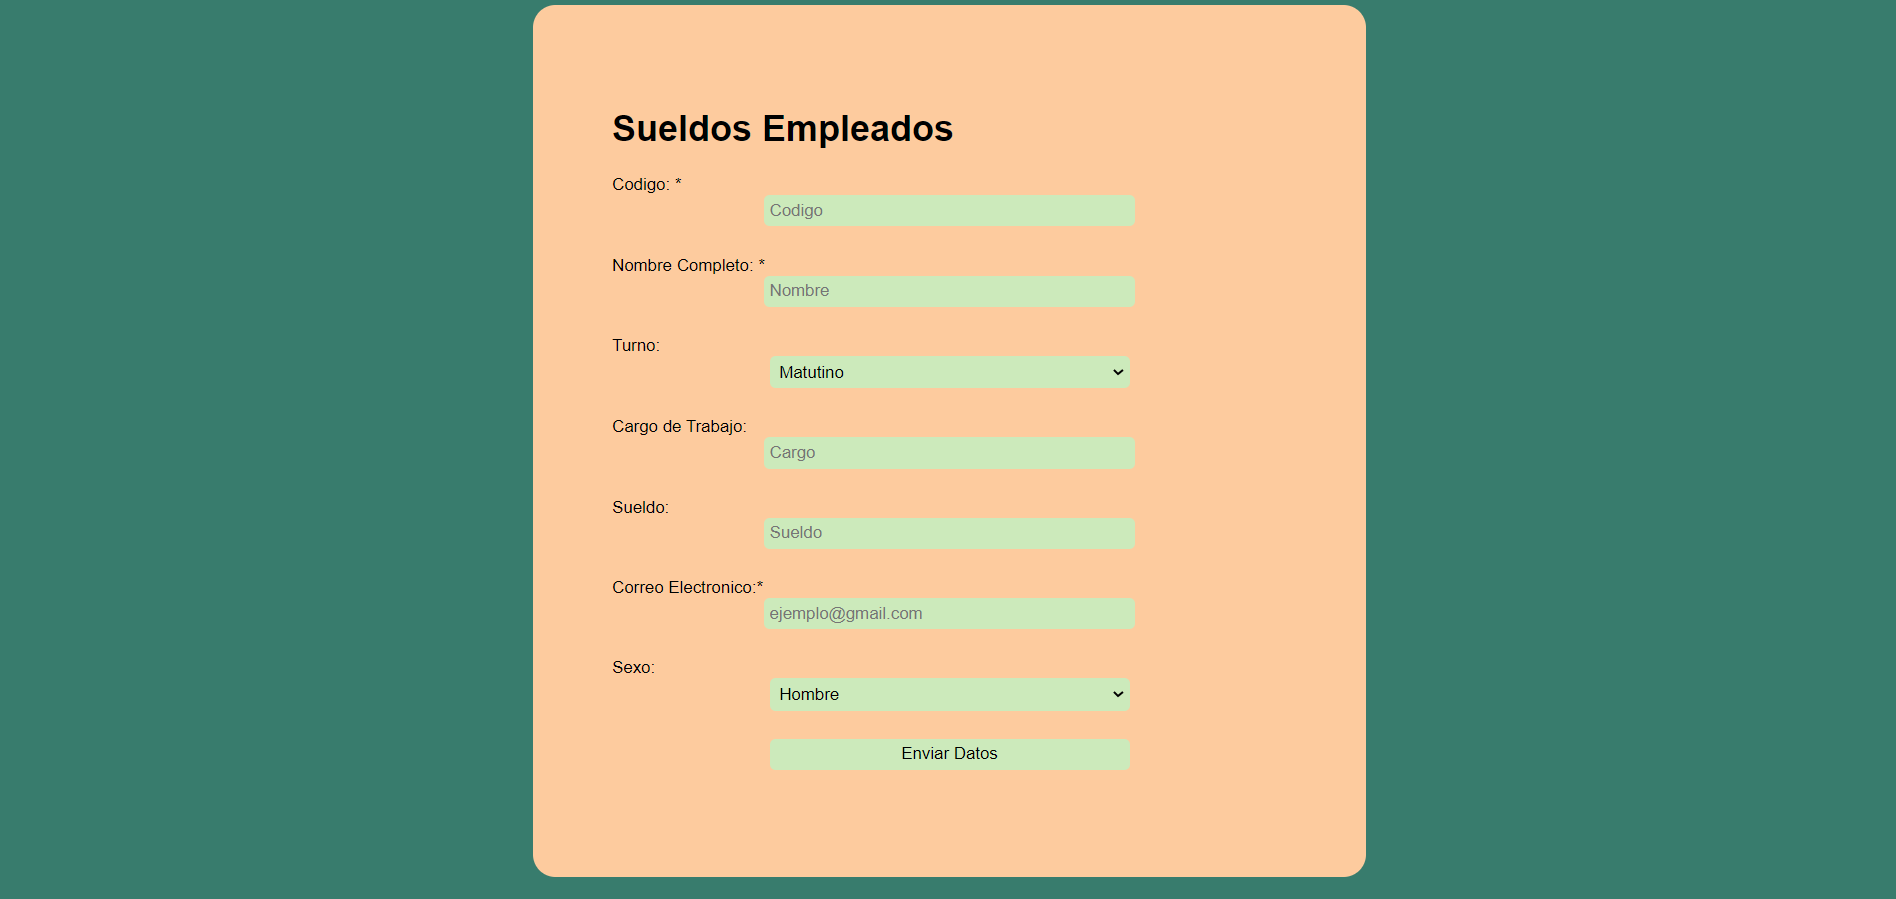 Sueldos Empleados
Codigo: *
Codigo
Nombre Completo: *
Nombre
Turno:
Matutino
Cargo de Trabajo:
Cargo
Sueldo:
Sueldo
Correo Electronico:*
ejemplo@gmail.com
Sexo:
Hombre
Enviar Datos